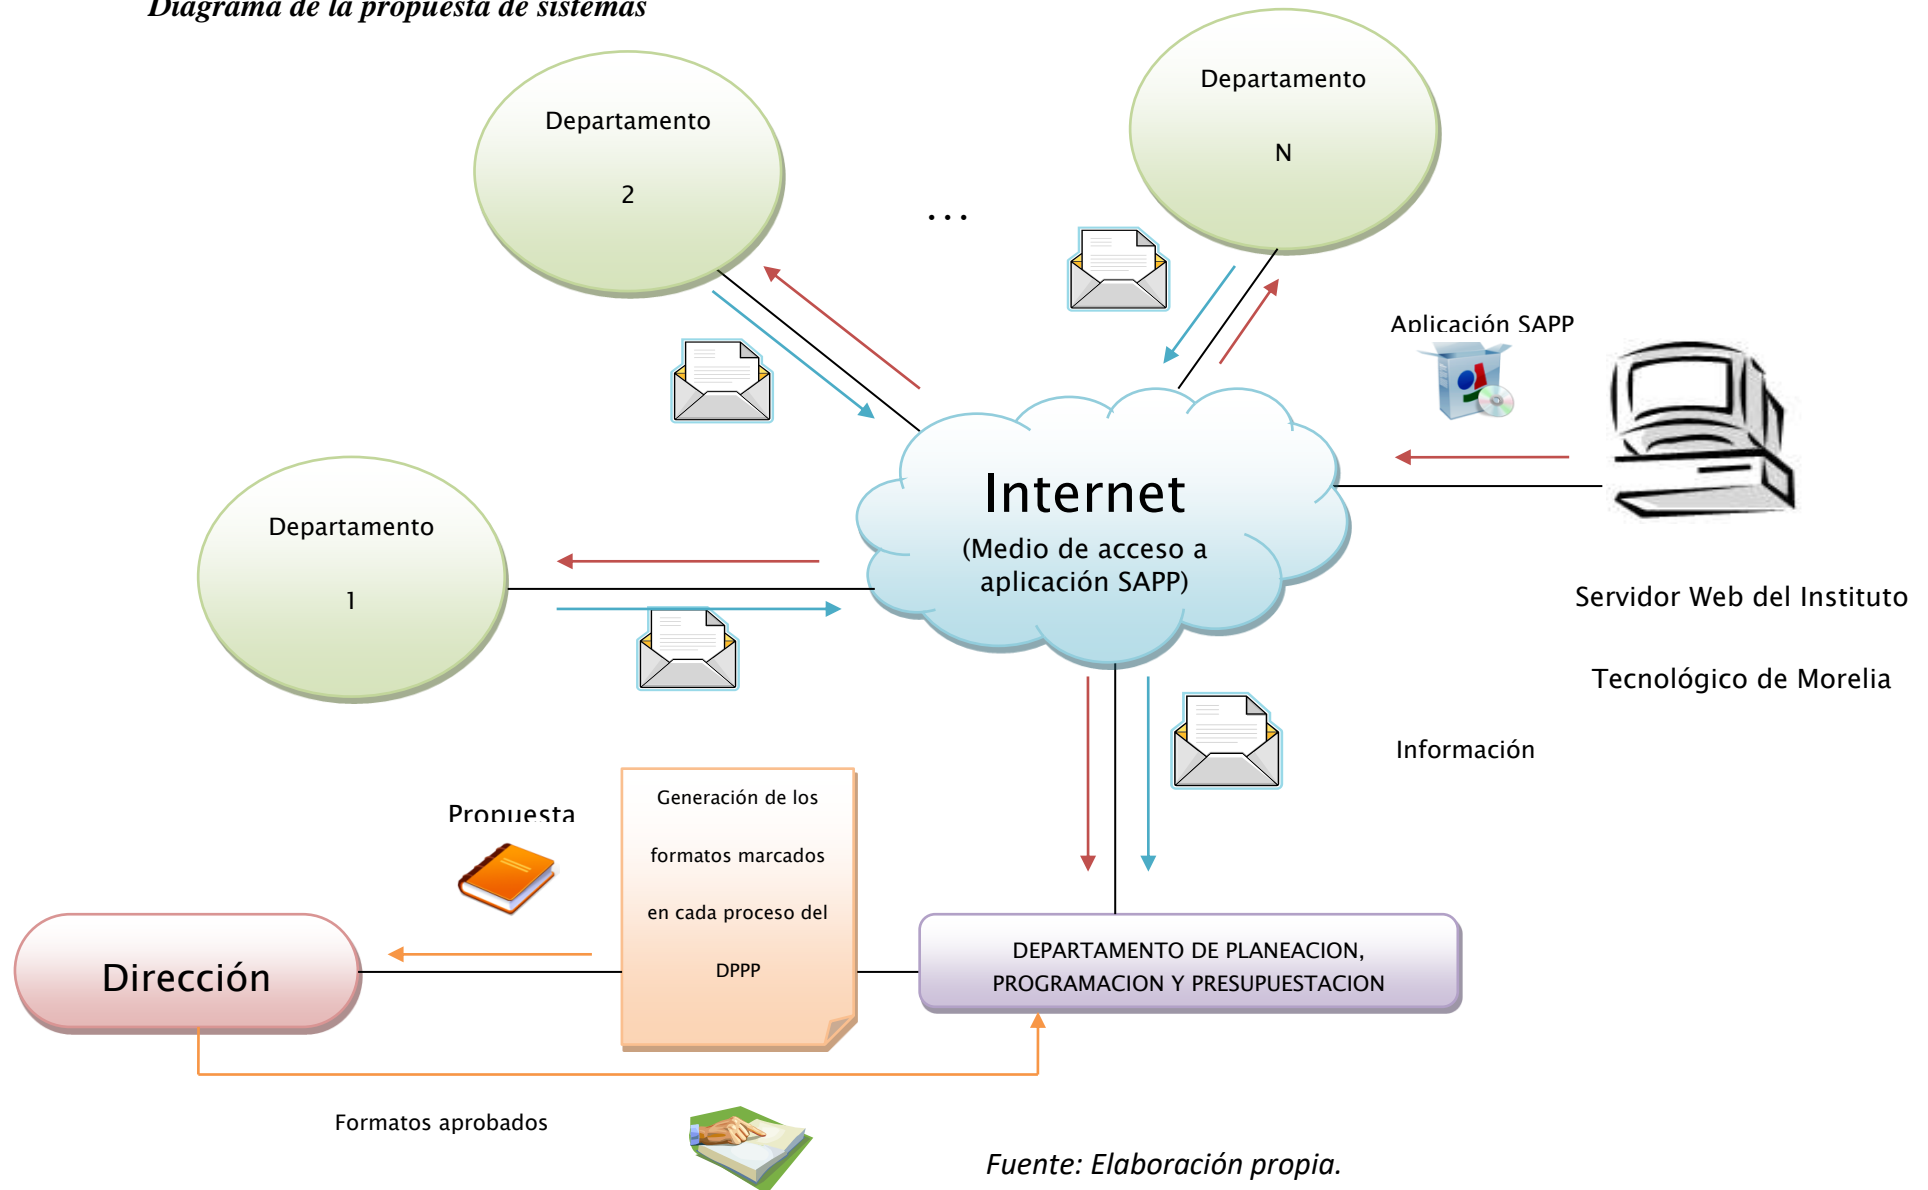 Diagrama de la propuesta de sistemas
Departamento
2
Departamento
N
...
Aplicación SAPP
Internet
(Medio de acceso a
aplicación SAPP)
Departamento
1
Servidor Web del Instituto
Tecnológico de Morelia
Información
Propuesta
Generación de los
formatos marcados
en cada proceso del
DPPP
Dirección
DEPARTAMENTO DE PLANEACION,
PROGRAMACION Y PRESUPUESTACION
Formatos aprobados
Fuente: Elaboración propia.